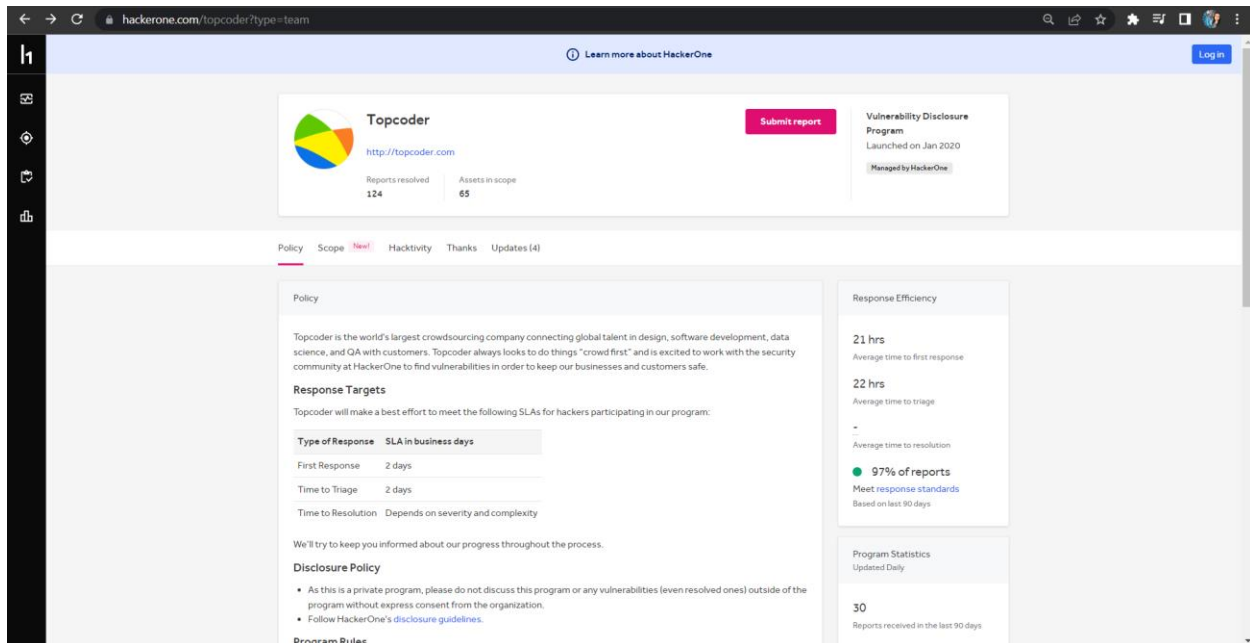 hackerone.com/topcoder?type=team
Learn more about HackerOne
Log in
Topcoder
http://topcoder.com
Reports resolved
124
Assets in scope
65
Submit report
Vulnerability Disclosure
Program
Launched on Jan 2020
Managed by HackerOne
Policy Scope New! Hacktivity Thanks Updates (4)
Policy
Topcoder is the world's largest crowdsourcing company connecting global talent in design, software development, data
science, and QA with customers. Topcoder always looks to do things "crowd first" and is excited to work with the security
community at HackerOne to find vulnerabilities in order to keep our businesses and customers safe.
Response Targets
Topcoder will make a best effort to meet the following SLAs for hackers participating in our program:
Type of Response SLA in business days
First Response 2 days
Time to Triage 2 days
Time to Resolution Depends on severity and complexity
We'll try to keep you informed about our progress throughout the process.
Disclosure Policy
• As this is a private program, please do not discuss this program or any vulnerabilities (even resolved ones) outside of the
program without express consent from the organization.
• Follow HackerOne's disclosure guidelines.
Program Rules
Response Efficiency
21 hrs
Average time to first response
22 hrs
Average time to triage
-
Average time to resolution
97% of reports
Meet response standards
Based on last 90 days
Program Statistics
Updated Daily
30
Reports received in the last 90 days